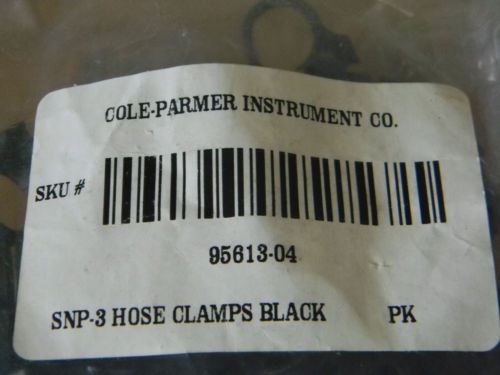 COLE-PARMER INSTRUMENT CO.
SKU #
95613-04
SNP-3 HOSE CLAMPS BLACK PK